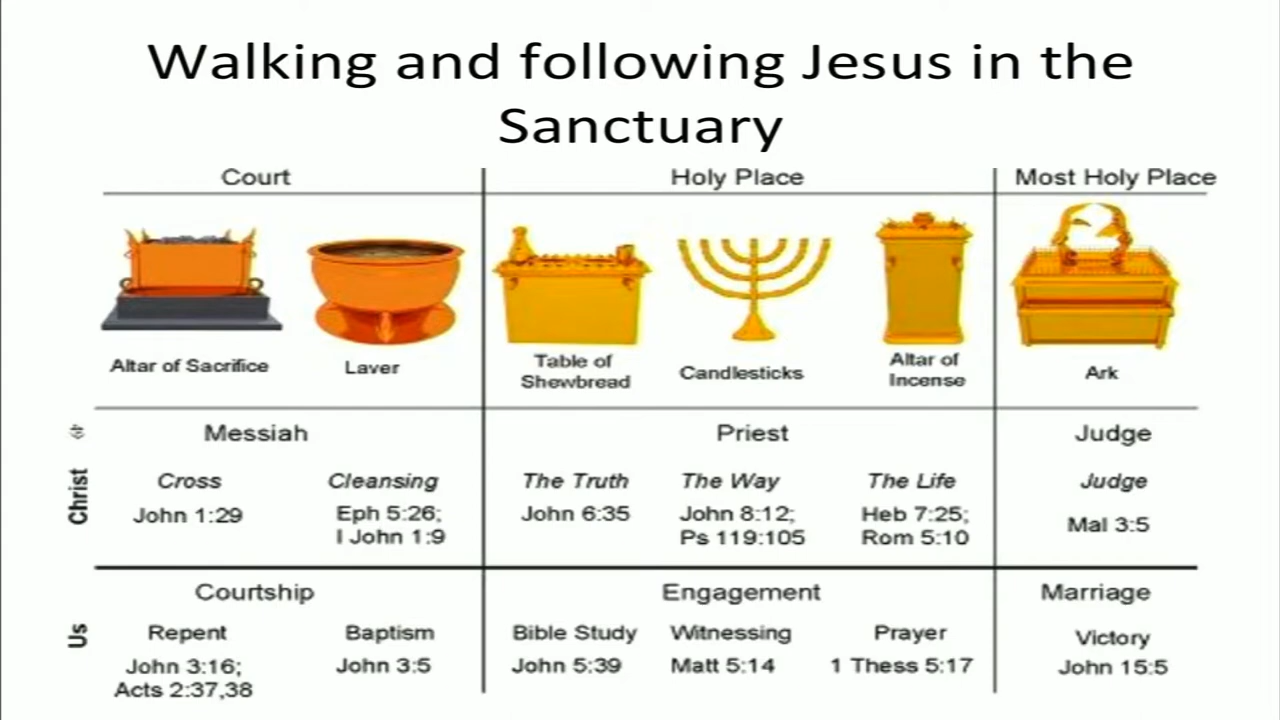 Walking and following Jesus in the
Sanctuary
Court Holy Place Most Holy Place
Altar of Sacrifice Laver Table of Shewbread Candlesticks Altar of Incense Ark
Christ
Messiah Priest Judge
Cross Cleansing The Truth The Way The Life Judge
John 1:29 Eph 5:26; John 6:35 John 8:12; Heb 7:25; Mal 3:5
I John 1:9 Ps 119:105 Rom 5:10
Us
Courtship Engagement Marriage
Repent Baptism Bible Study Witnessing Prayer Victory
John 3:16; John 3:5 John 5:39 Matt 5:14 1 Thess 5:17 John 15:5
Acts 2:37,38